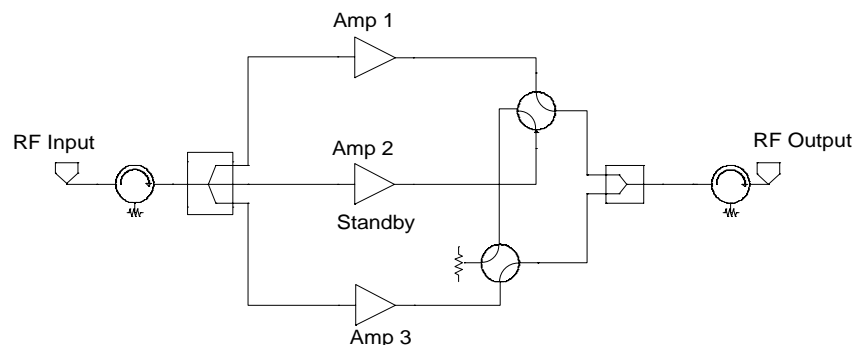 Amp 1
RF Input
Amp 2
RF Output
Standby
Amp 3